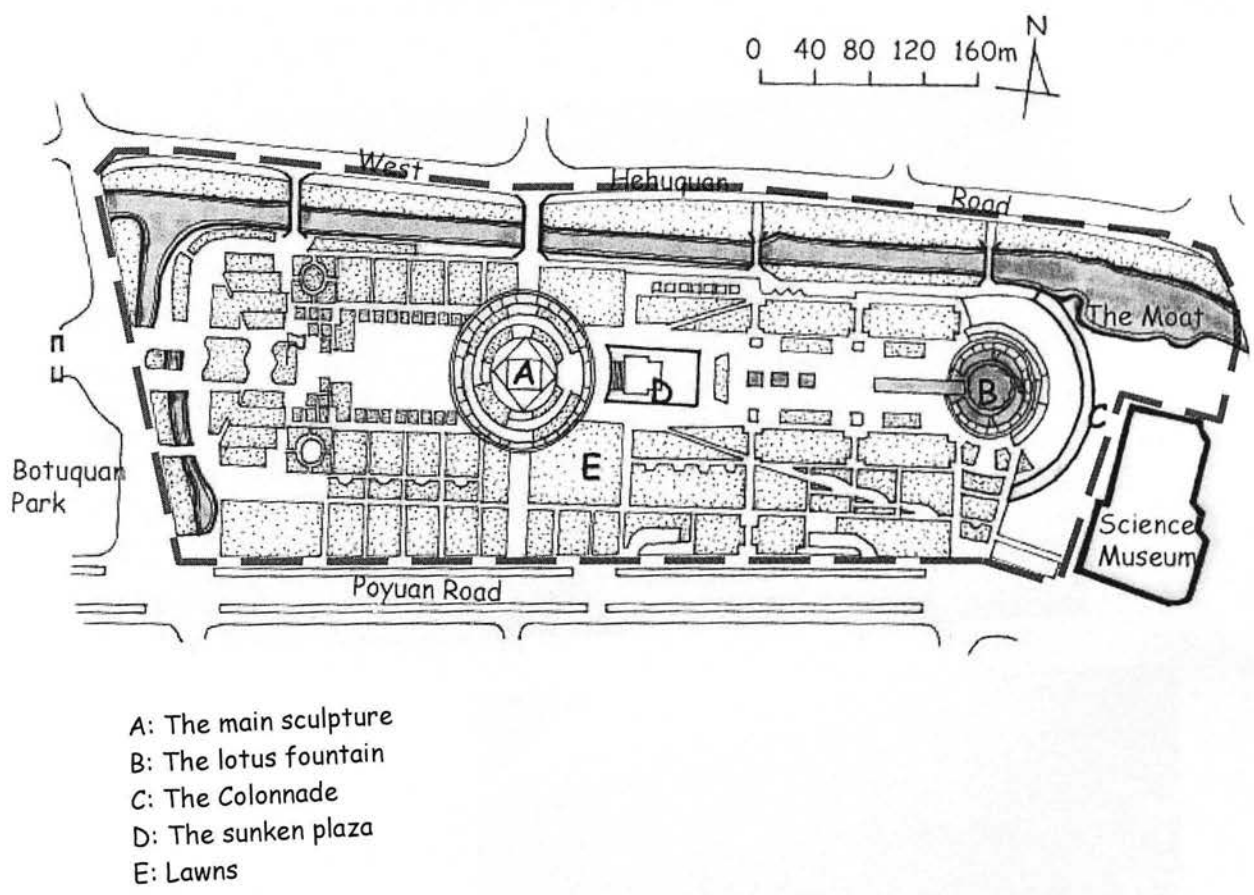 N
0 40 80 120 160m
West Hehuquan Road
A
B
C
D
E
The Moat
Botuquan
Park
Science
Museum
Poyuan Road
A: The main sculpture
B: The lotus fountain
C: The Colonnade
D: The sunken plaza
E: Lawns